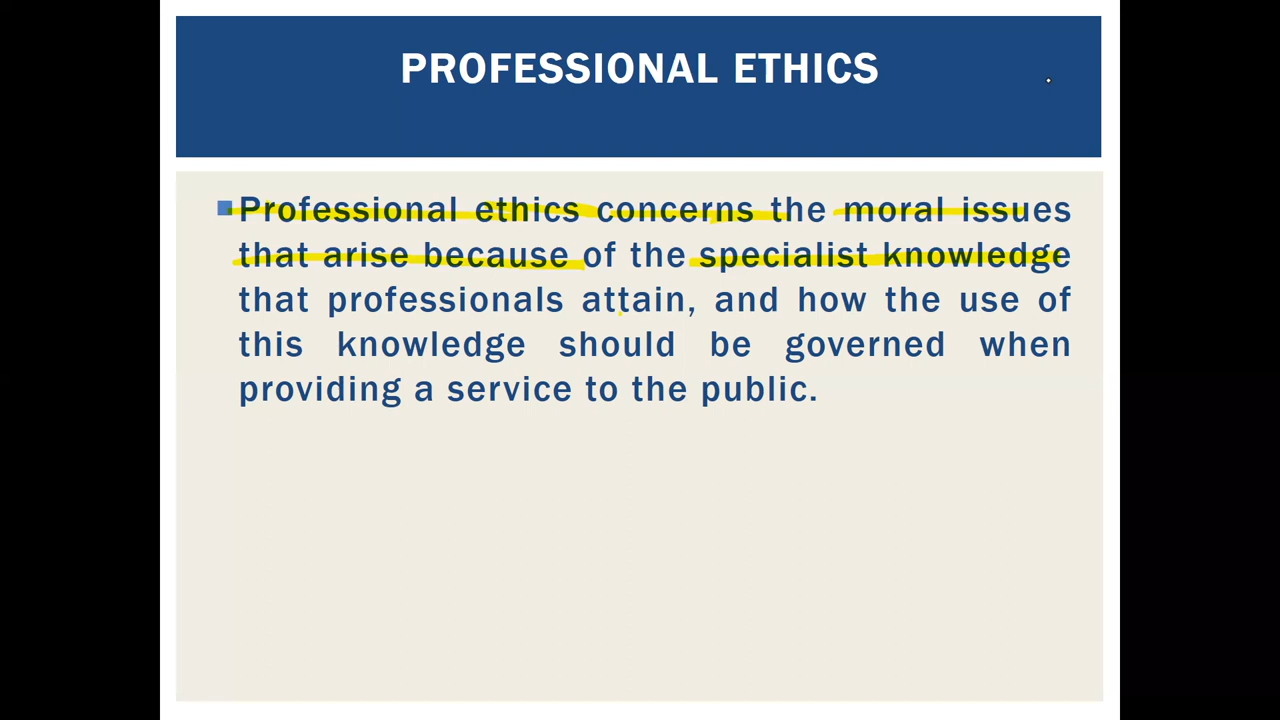 PROFESSIONAL ETHICS
Professional ethics concerns the moral issues
that arise because of the specialist knowledge
that professionals attain, and how the use of
this knowledge should be governed when
providing a service to the public.